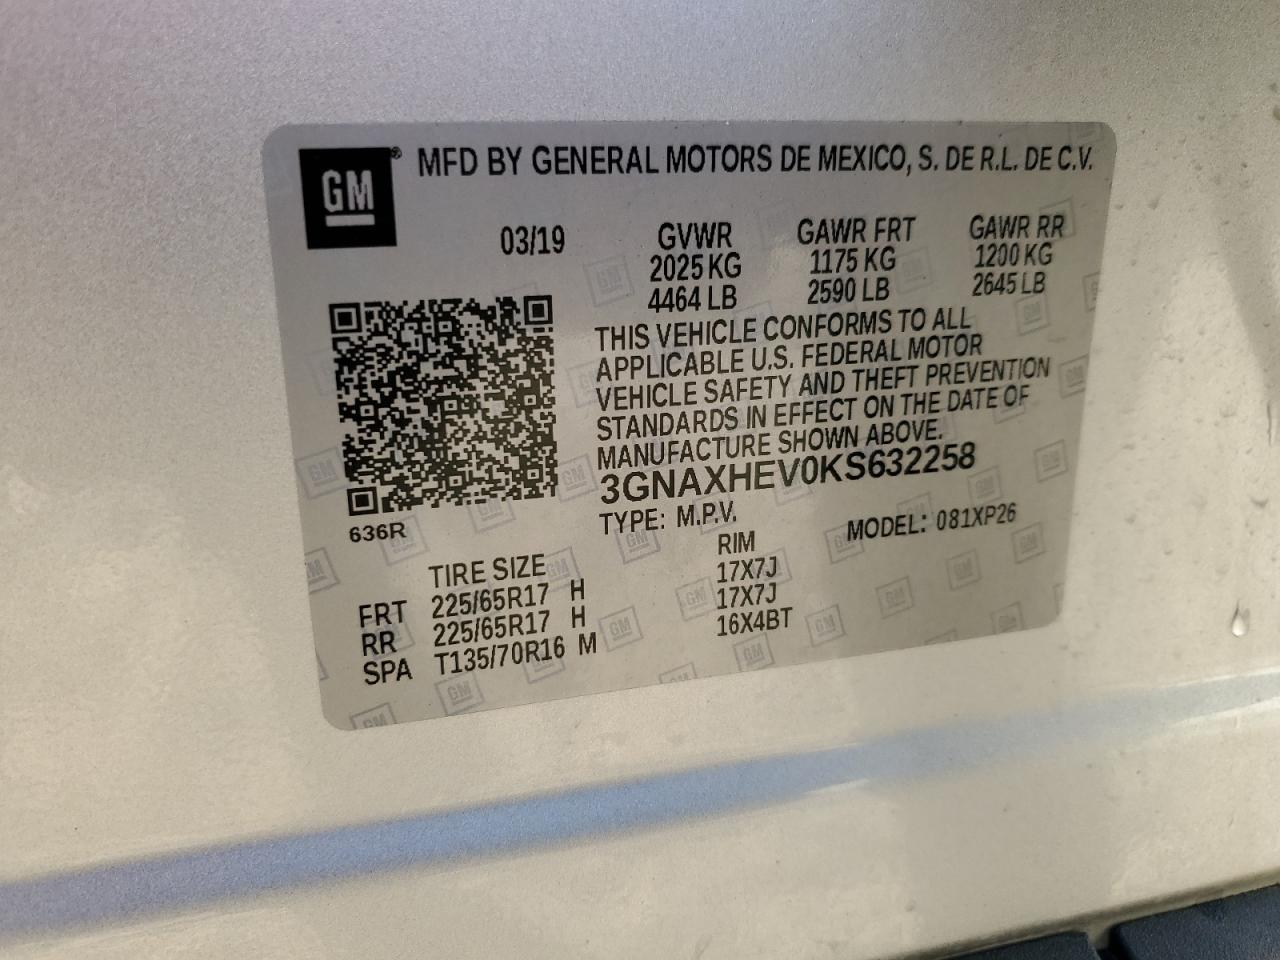 GM® MFD BY GENERAL MOTORS DE MEXICO, S. DE R.L. DE C.V.
03/19 GVWR GAWR FRT GAWR RR
2025 KG 1175 KG 1200 KG
4464 LB 2590 LB 2645 LB
THIS VEHICLE CONFORMS TO ALL
APPLICABLE U.S. FEDERAL MOTOR
VEHICLE SAFETY AND THEFT PREVENTION
STANDARDS IN EFFECT ON THE DATE OF
MANUFACTURE SHOWN ABOVE.
3GNAXHEV0KS632258
636R
TYPE: M.P.V. MODEL: 081XP26
TIRE SIZE RIM
FRT 225/65R17 H 17X7J
RR 225/65R17 H 17X7J
SPA T135/70R16 M 16X4BT